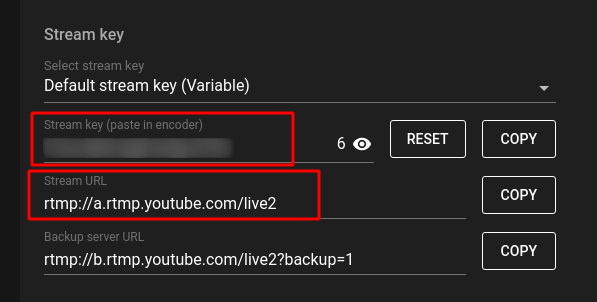 Stream key
Select stream key
Default stream key (Variable)
Stream key (paste in encoder)
6 RESET COPY
Stream URL
rtmp://a.rtmp.youtube.com/live2 COPY
Backup server URL
rtmp://b.rtmp.youtube.com/live2?backup=1 COPY